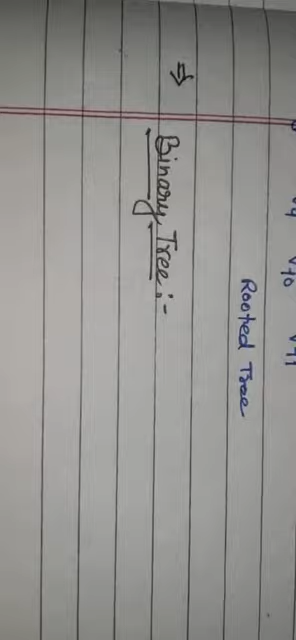 V10 V11
Rooted Tree
⇒ Binary Tree :-